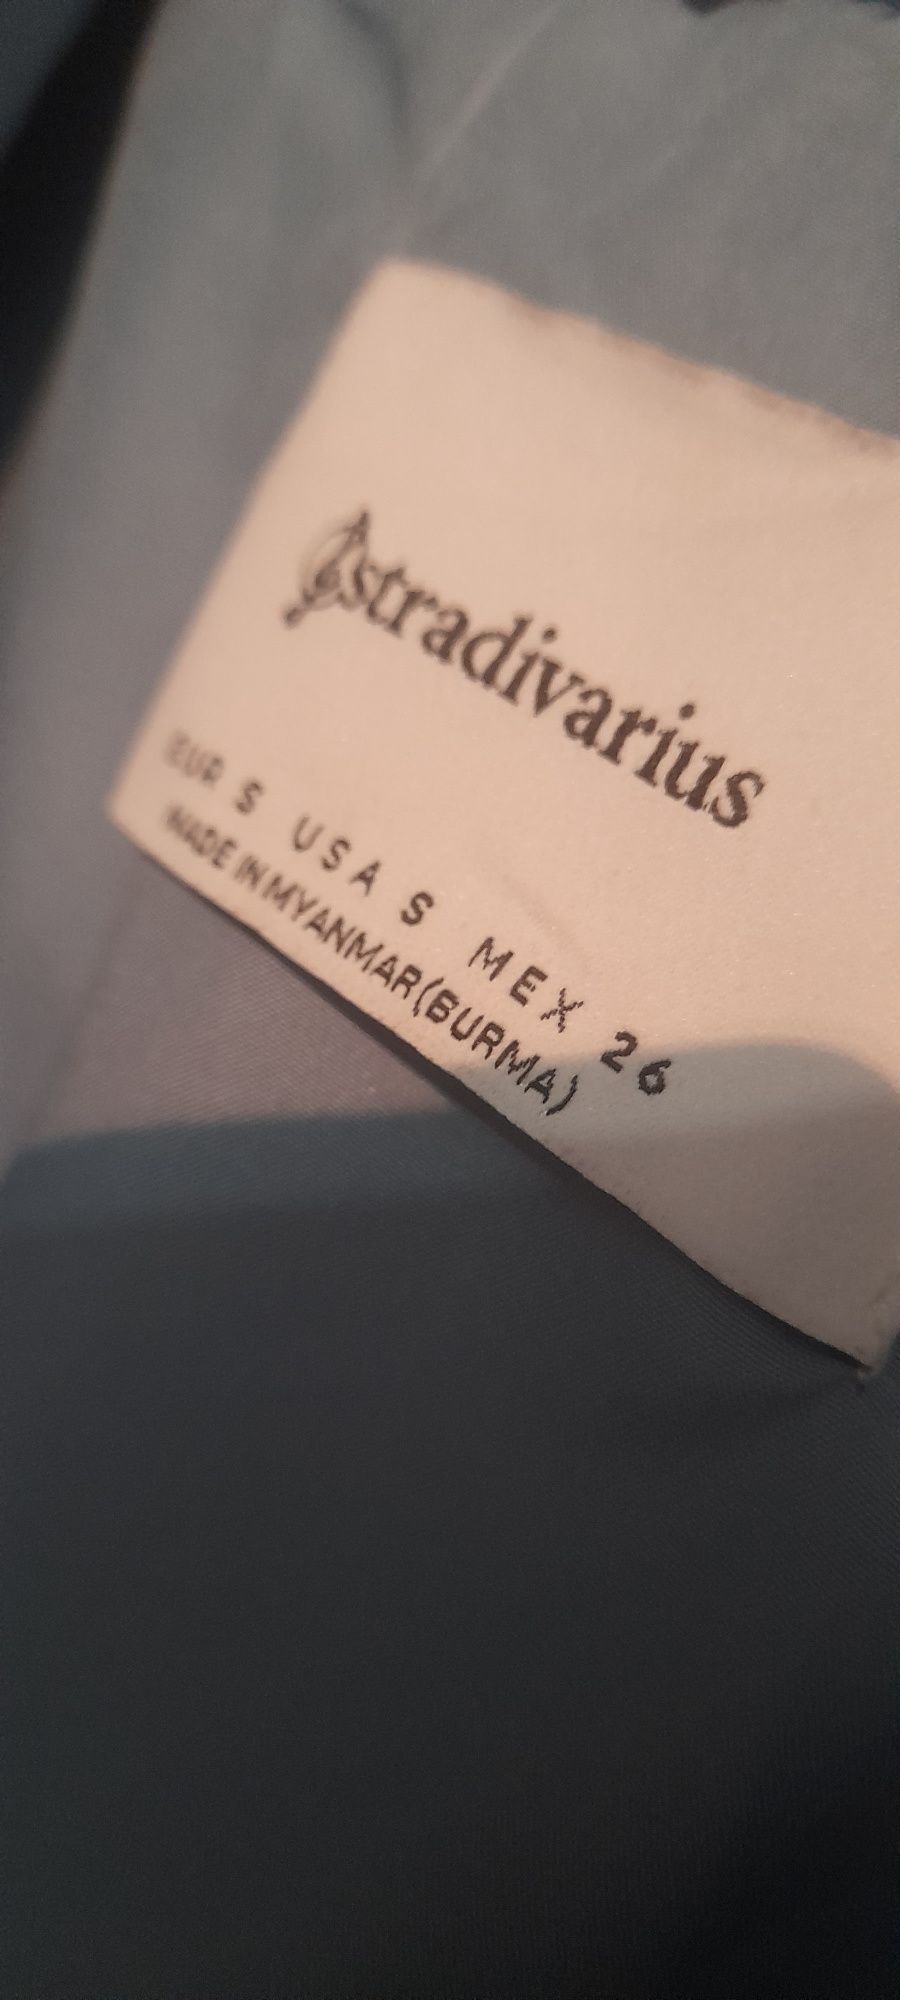 stradivarius
EUR S USA S MEX 26
MADE IN MYANMAR(BURMA)